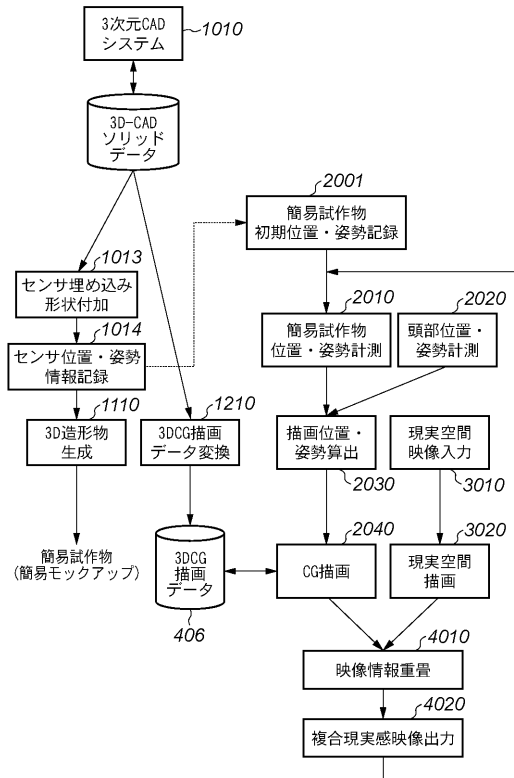 3次元CAD
システム
1010
3D-CAD
ソリッド
データ
2001
簡易試作物
初期位置・姿勢記録
1013
センサ埋め込み
形状付加
2010
簡易試作物
位置・姿勢計測
2020
頭部位置・
姿勢計測
1014
センサ位置・姿勢
情報記録
1110
3D造形物
生成
1210
3DCG描画
データ変換
描画位置・
姿勢算出
2030
現実空間
映像入力
3010
簡易試作物
(簡易モックアップ)
3DCG
描画
データ
406
2040
CG描画
3020
現実空間
描画
4010
映像情報重畳
4020
複合現実感映像出力